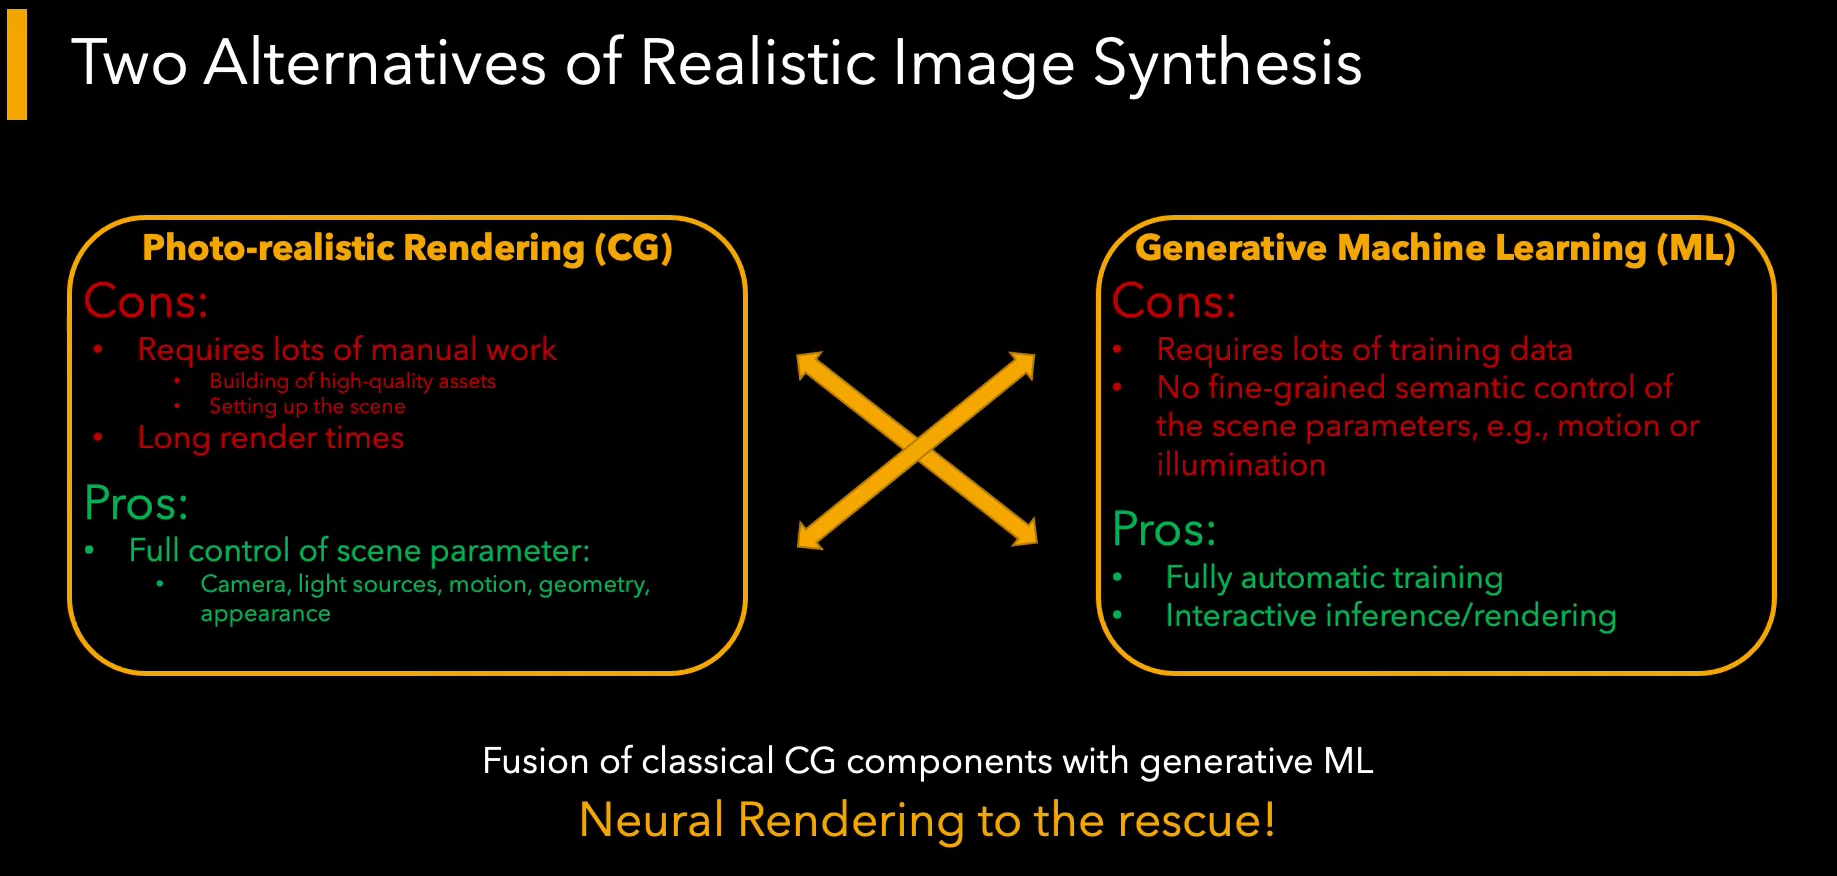 Two Alternatives of Realistic Image Synthesis
Photo-realistic Rendering (CG)
Cons:
• Requires lots of manual work
• Building of high-quality assets
• Setting up the scene
• Long render times
Pros:
• Full control of scene parameter:
• Camera, light sources, motion, geometry,
appearance
Generative Machine Learning (ML)
Cons:
• Requires lots of training data
• No fine-grained semantic control of
the scene parameters, e.g., motion or
illumination
Pros:
• Fully automatic training
• Interactive inference/rendering
Fusion of classical CG components with generative ML
Neural Rendering to the rescue!